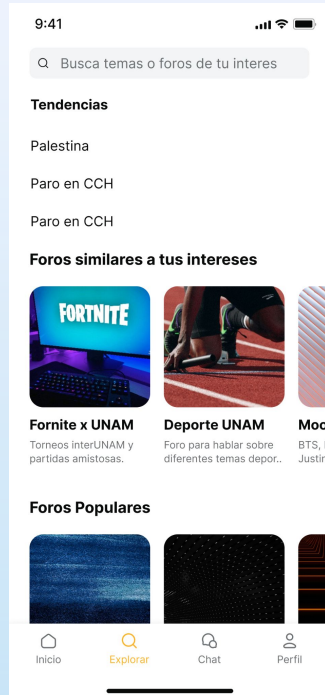 9:41
Busca temas o foros de tu interes
Tendencias
Palestina
Paro en CCH
Paro en CCH
Foros similares a tus intereses
FORTNITE
Fornite x UNAM
Deporte UNAM
Torneos interUNAM y
partidas amistosas.
Foro para hablar sobre
diferentes temas depor..
BTS,
Justin
Foros Populares
Inicio
Explorar
Chat
Perfil